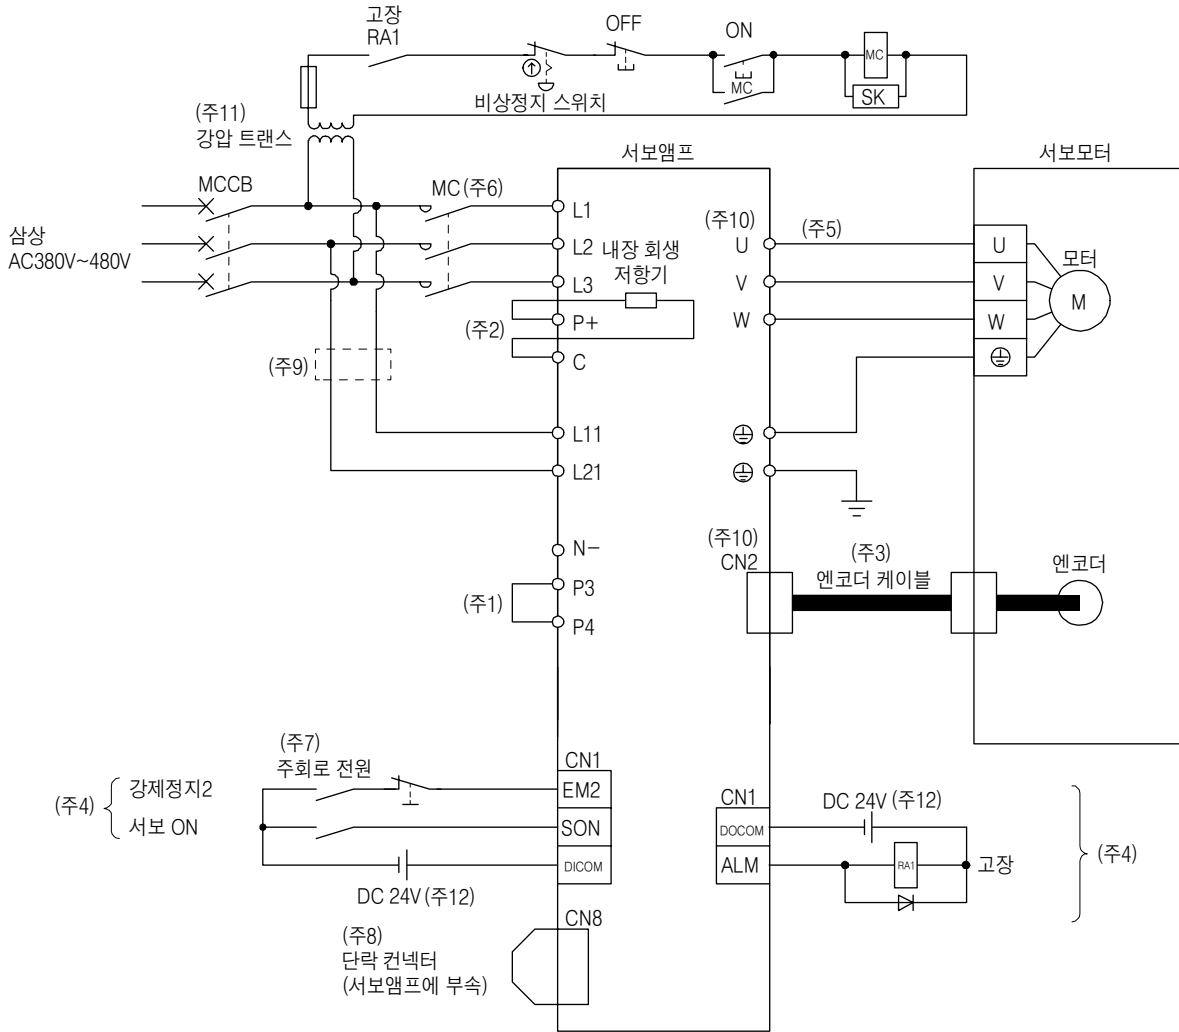 고장
RA1
OFF
ON
MC
MC
SK
비상정지 스위치
(주11)
강압 트랜스
서보앰프
서보모터
MCCB
MC (주6)
삼상
AC380V~480V
L1
L2
L3
내장 회생
저항기
(주2)
P+
C
(주9)
L11
L21
(주10)
U
V
W
(주5)
U
V
W
모터
M
N−
P3
(주1)
P4
(주10)
CN2
(주3)
엔코더 케이블
엔코더
(주7)
주회로 전원
CN1
(주4)
강제정지2
서보 ON
EM2
SON
DICOM
DC 24V (주12)
CN1
DC 24V (주12)
DOCOM
ALM
RA1
고장
(주4)
CN8
(주8)
단락 컨넥터
(서보앰프에 부속)